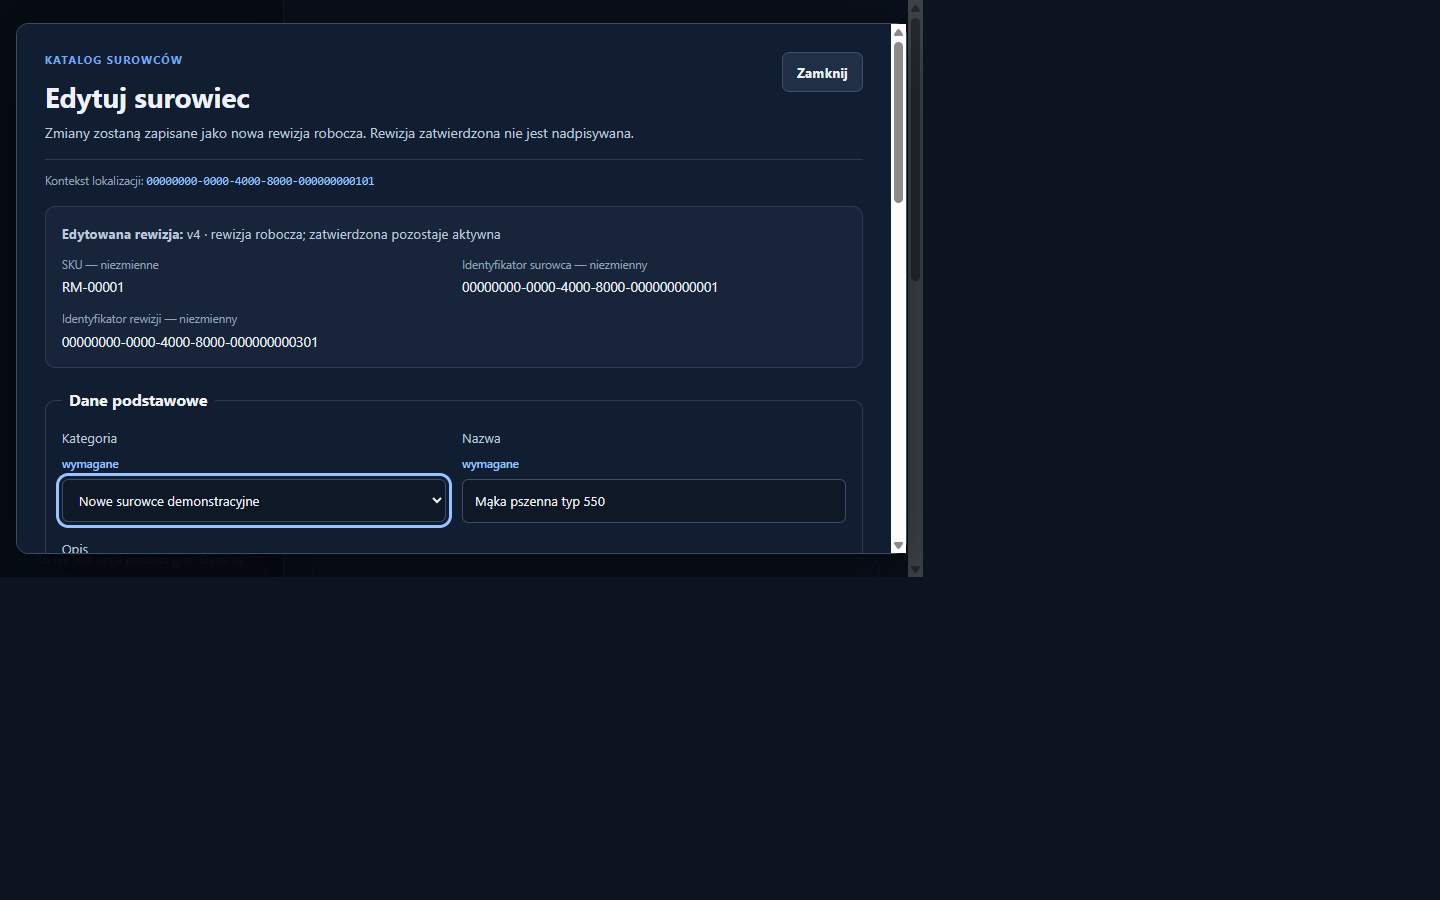 KATALOG SUROWCÓW
Zamknij
Edytuj surowiec
Zmiany zostaną zapisane jako nowa rewizja robocza. Rewizja zatwierdzona nie jest nadpisywana.
Kontekst lokalizacji: 00000000-0000-4000-8000-000000000101
Edytowana rewizja: v4 · rewizja robocza; zatwierdzona pozostaje aktywna
SKU — niezmienne
RM-00001
Identyfikator surowca — niezmienny
00000000-0000-4000-8000-000000000001
Identyfikator rewizji — niezmienny
00000000-0000-4000-8000-000000000301
Dane podstawowe
Kategoria
wymagane
Nowe surowce demonstracyjne
Nazwa
wymagane
Mąka pszenna typ 550
Opis